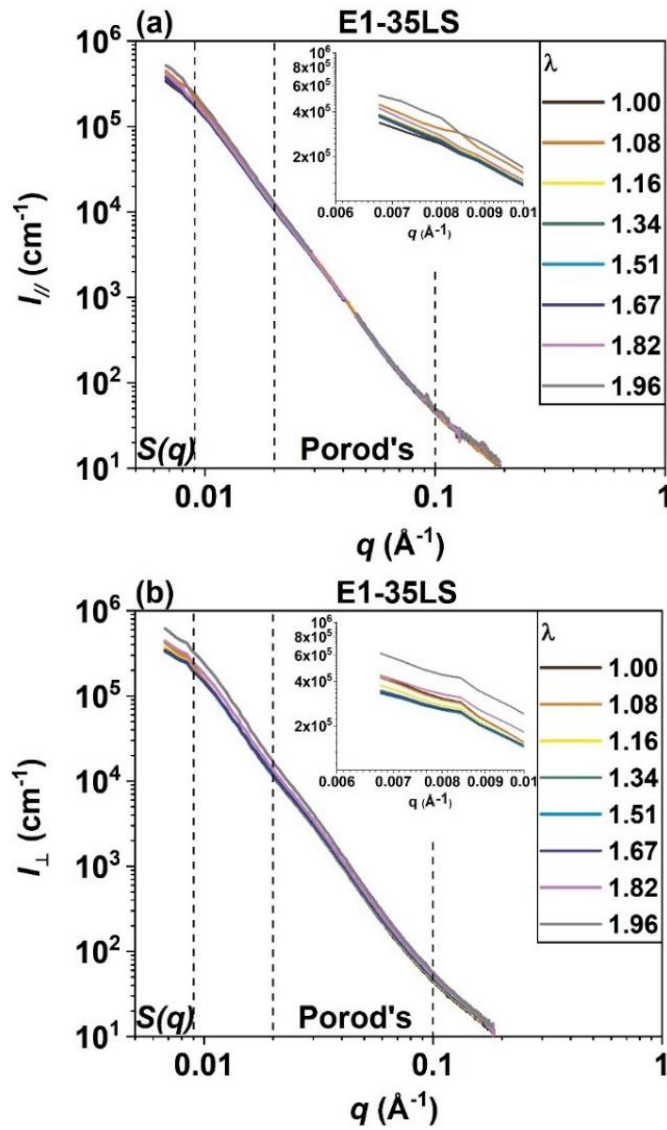 (a) E1-35LS
10⁶
10⁵
10⁴
10³
10²
10¹
I// (cm⁻¹)
10⁶
8x10⁵
6x10⁵
4x10⁵
2x10⁵
0.006 0.007 0.008 0.009 0.01
q (Å⁻¹)
λ
1.00
1.08
1.16
1.34
1.51
1.67
1.82
1.96
S(q) Porod's
0.01 0.1 1
q (Å⁻¹)
(b) E1-35LS
10⁶
10⁵
10⁴
10³
10²
10¹
I⊥ (cm⁻¹)
10⁶
8x10⁵
6x10⁵
4x10⁵
2x10⁵
0.006 0.007 0.008 0.009 0.01
q (Å⁻¹)
λ
1.00
1.08
1.16
1.34
1.51
1.67
1.82
1.96
S(q) Porod's
0.01 0.1 1
q (Å⁻¹)